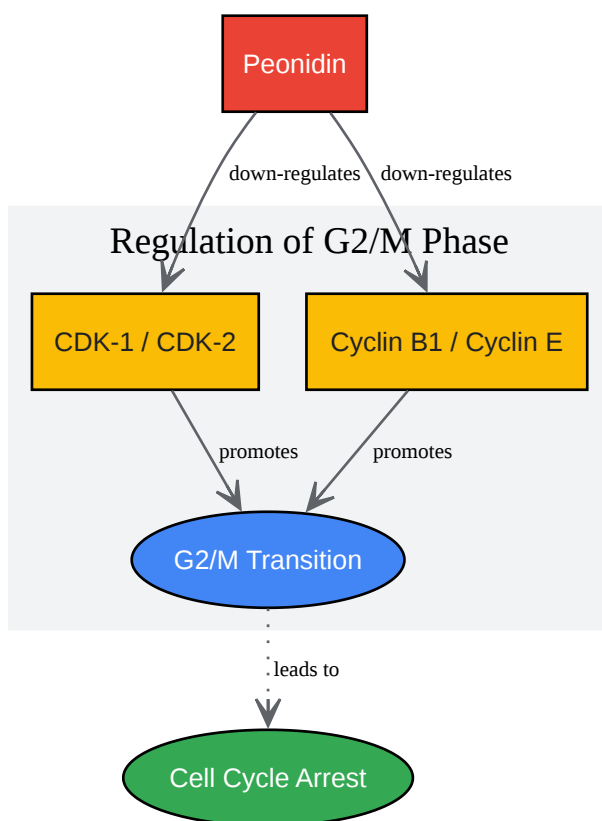 Peonidin
down-regulates
down-regulates
Regulation of G2/M Phase
CDK-1 / CDK-2
Cyclin B1 / Cyclin E
promotes
promotes
G2/M Transition
leads to
Cell Cycle Arrest